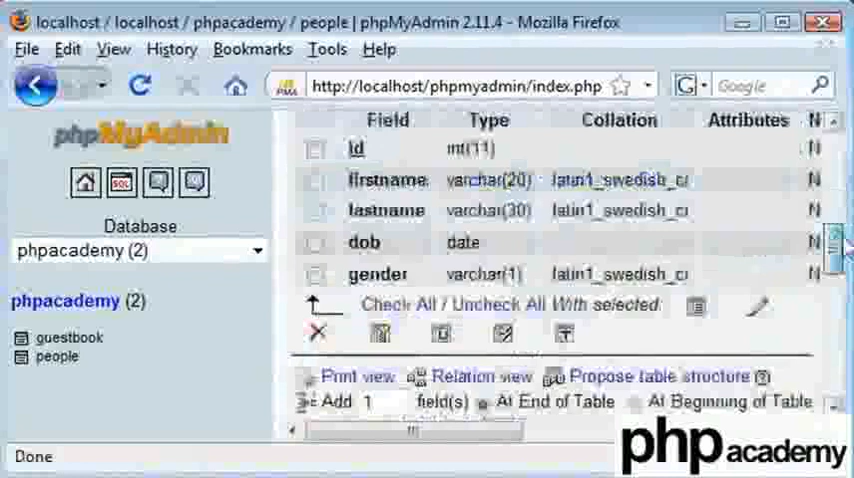 localhost / localhost / phpacademy / people | phpMyAdmin 2.11.4 - Mozilla Firefox
File Edit View History Bookmarks Tools Help
http://localhost/phpmyadmin/index.php
G Google
phpMyAdmin
SQL
Database
phpacademy (2)
phpacademy (2)
guestbook
people
Field Type Collation Attributes N
id int(11) N
firstname varchar(20) latin1_swedish_ci N
lastname varchar(30) latin1_swedish_ci N
dob date N
gender varchar(1) latin1_swedish_ci N
Check All / Uncheck All With selected:
Print view Relation view Propose table structure
Add 1 field(s) At End of Table At Beginning of Table
Done
php academy